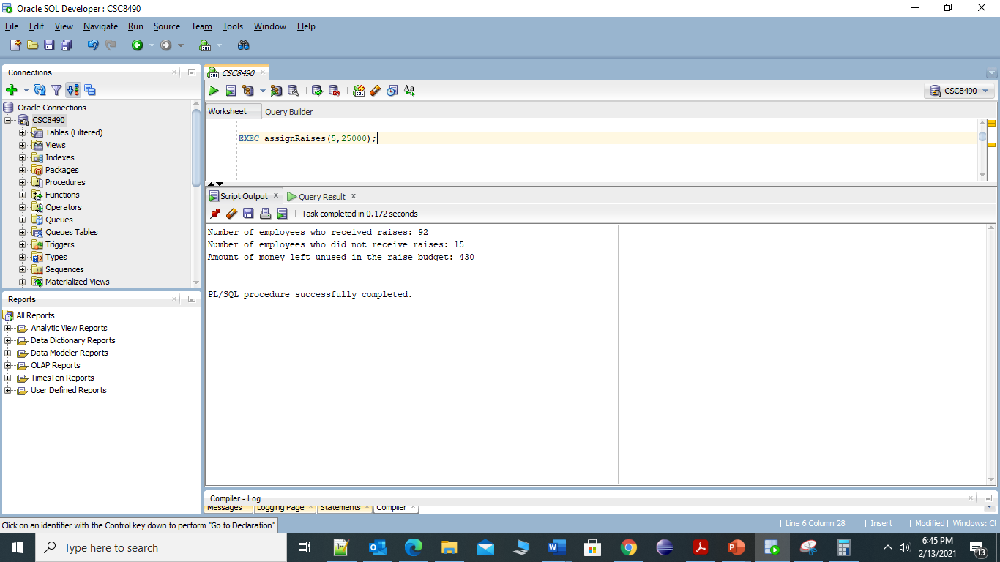 Oracle SQL Developer : CSC8490
File Edit View Navigate Run Source Team Tools Window Help
Connections
Oracle Connections
CSC8490
Tables (Filtered)
Views
Indexes
Packages
Procedures
Functions
Operators
Queues
Queues Tables
Triggers
Types
Sequences
Materialized Views
Reports
All Reports
Analytic View Reports
Data Dictionary Reports
Data Modeler Reports
OLAP Reports
TimesTen Reports
User Defined Reports
CSC8490
CSC8490
Worksheet Query Builder
EXEC assignRaises(5,25000);
Script Output x Query Result x
Task completed in 0.172 seconds
Number of employees who received raises: 92
Number of employees who did not receive raises: 15
Amount of money left unused in the raise budget: 430
PL/SQL procedure successfully completed.
Compiler - Log
Messages Logging Page Statements Compiler
Click on an identifier with the Control key down to perform "Go to Declaration"
Line 6 Column 28 Insert Modified Windows:
Type here to search
6:45 PM
2/13/2021
13